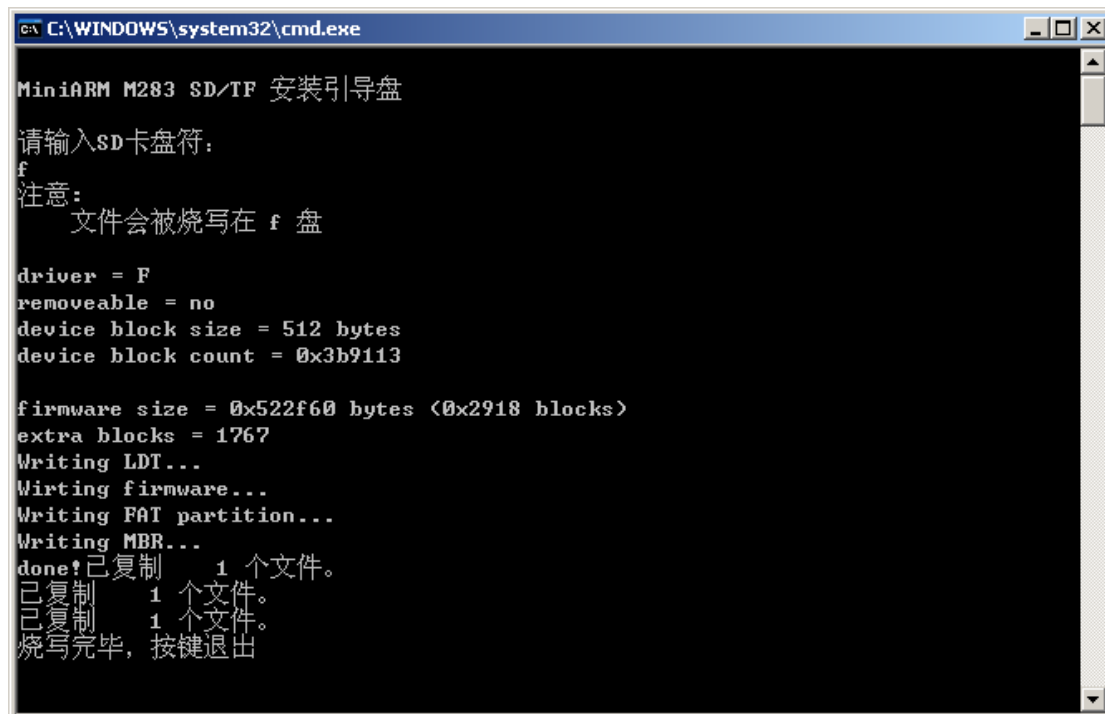 C:\WINDOWS\system32\cmd.exe
MiniARM M283 SD/TF 安装引导盘
请输入SD卡盘符:
f
注意:
文件会被烧写在 f 盘
driver = F
removeable = no
device block size = 512 bytes
device block count = 0x3b9113
firmware size = 0x522f60 bytes (0x2918 blocks)
extra blocks = 1767
Writing LDT...
Wirting firmware...
Writing FAT partition...
Writing MBR...
done!已复制 1 个文件。
已复制 1 个文件。
已复制 1 个文件。
烧写完毕, 按键退出